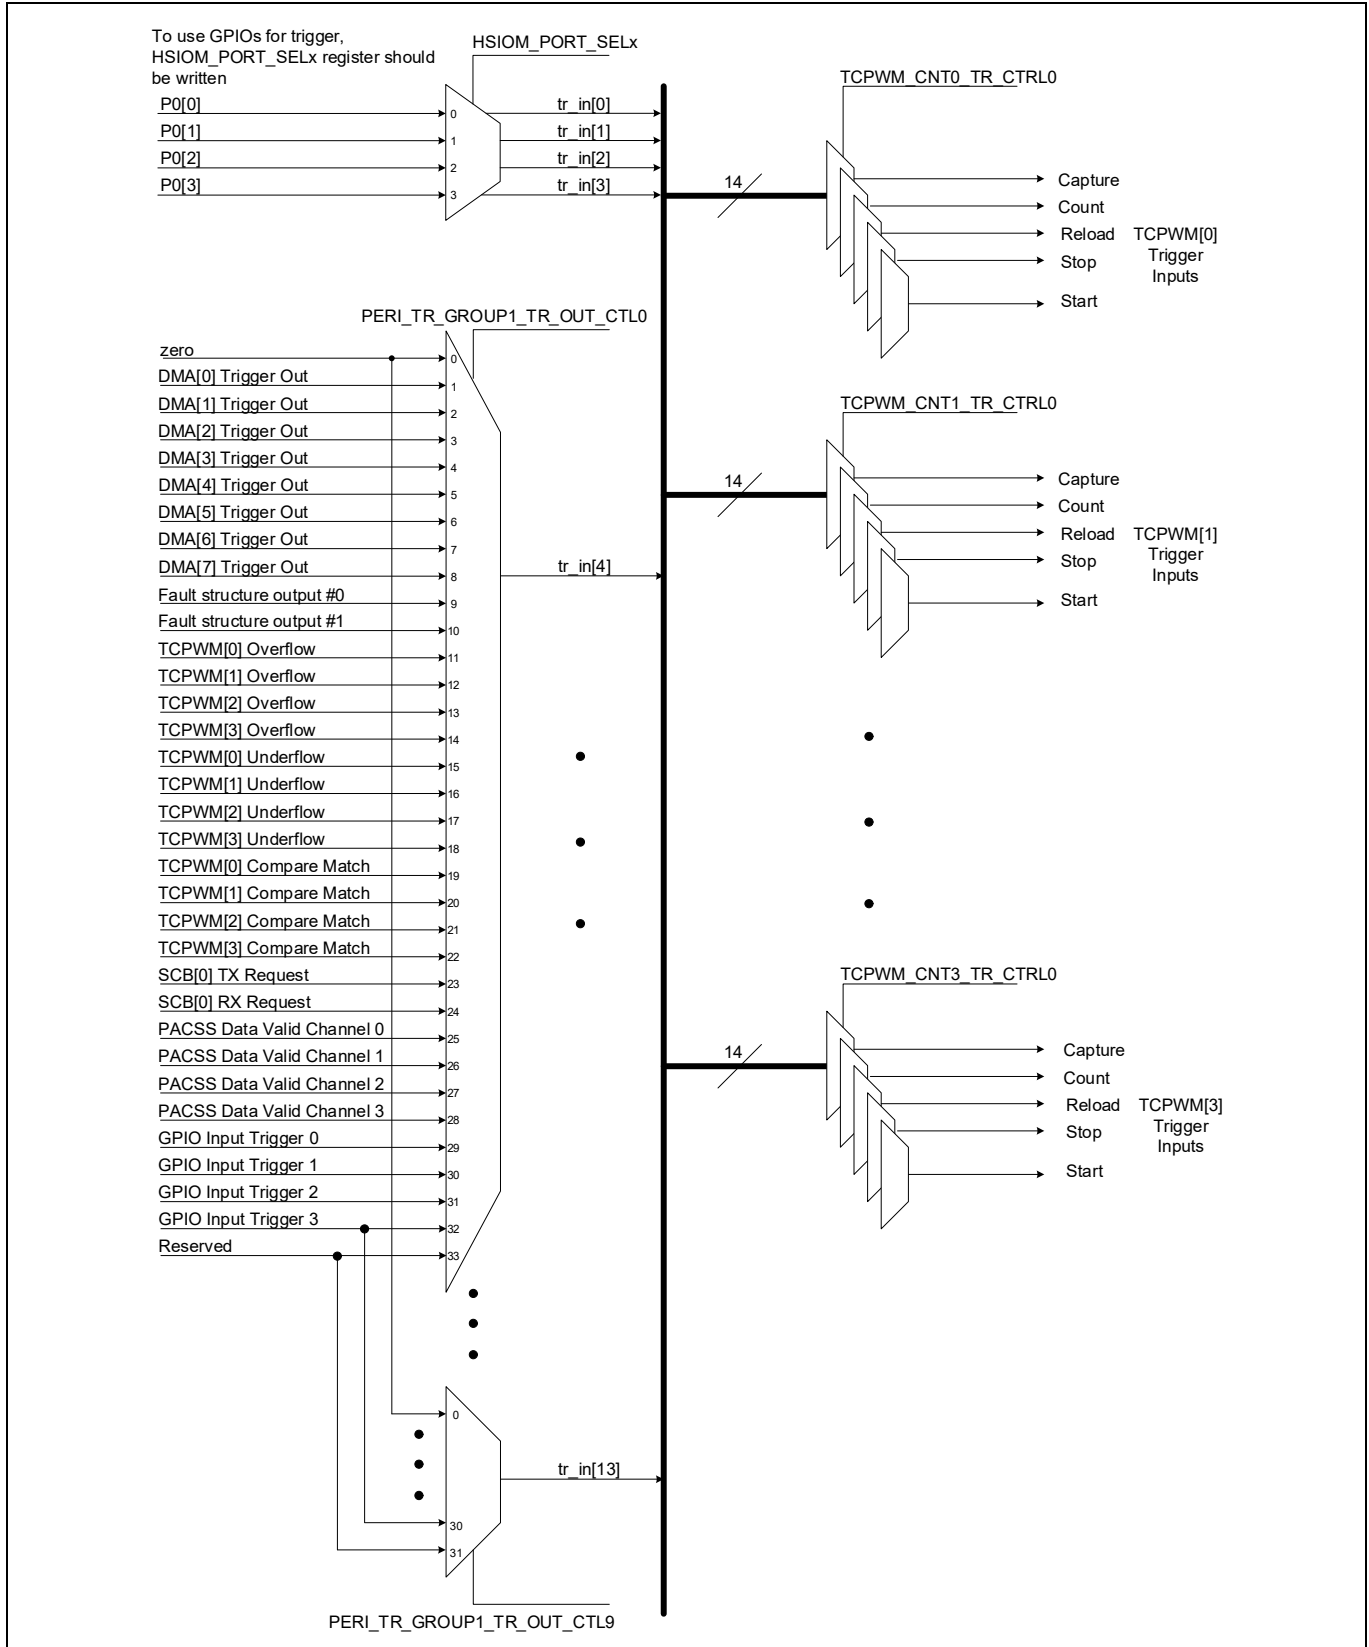 To use GPIOs for trigger,
HSIOM_PORT_SELx register should
be written
HSIOM_PORT_SELx
P0[0]
0
tr_in[0]
P0[1]
1
tr_in[1]
P0[2]
2
tr_in[2]
P0[3]
3
tr_in[3]
TCPWM_CNT0_TR_CTRL0
14
Capture
Count
Reload
Stop
Start
TCPWM[0]
Trigger
Inputs
PERI_TR_GROUP1_TR_OUT_CTL0
zero
0
DMA[0] Trigger Out
1
DMA[1] Trigger Out
2
DMA[2] Trigger Out
3
DMA[3] Trigger Out
4
DMA[4] Trigger Out
5
DMA[5] Trigger Out
6
DMA[6] Trigger Out
7
DMA[7] Trigger Out
8
Fault structure output #0
9
Fault structure output #1
10
TCPWM[0] Overflow
11
TCPWM[1] Overflow
12
TCPWM[2] Overflow
13
TCPWM[3] Overflow
14
TCPWM[0] Underflow
15
TCPWM[1] Underflow
16
TCPWM[2] Underflow
17
TCPWM[3] Underflow
18
TCPWM[0] Compare Match
19
TCPWM[1] Compare Match
20
TCPWM[2] Compare Match
21
TCPWM[3] Compare Match
22
SCB[0] TX Request
23
SCB[0] RX Request
24
PACSS Data Valid Channel 0
25
PACSS Data Valid Channel 1
26
PACSS Data Valid Channel 2
27
PACSS Data Valid Channel 3
28
GPIO Input Trigger 0
29
GPIO Input Trigger 1
30
GPIO Input Trigger 2
31
GPIO Input Trigger 3
32
Reserved
33
tr_in[4]
TCPWM_CNT1_TR_CTRL0
14
Capture
Count
Reload
Stop
Start
TCPWM[1]
Trigger
Inputs
TCPWM_CNT3_TR_CTRL0
14
Capture
Count
Reload
Stop
Start
TCPWM[3]
Trigger
Inputs
0
30
31
tr_in[13]
PERI_TR_GROUP1_TR_OUT_CTL9